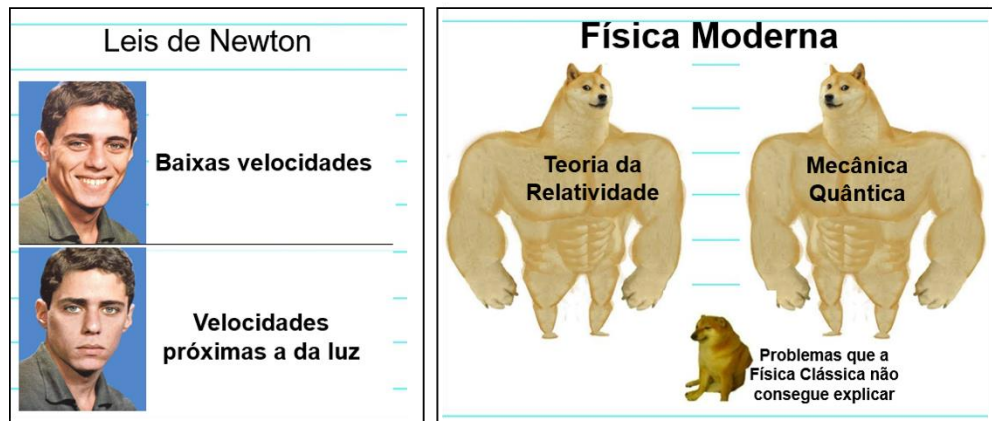 Leis de Newton
Baixas velocidades
Velocidades
próximas a da luz
Física Moderna
Teoria da
Relatividade
Mecânica
Quântica
Problemas que a
Física Clássica não
consegue explicar